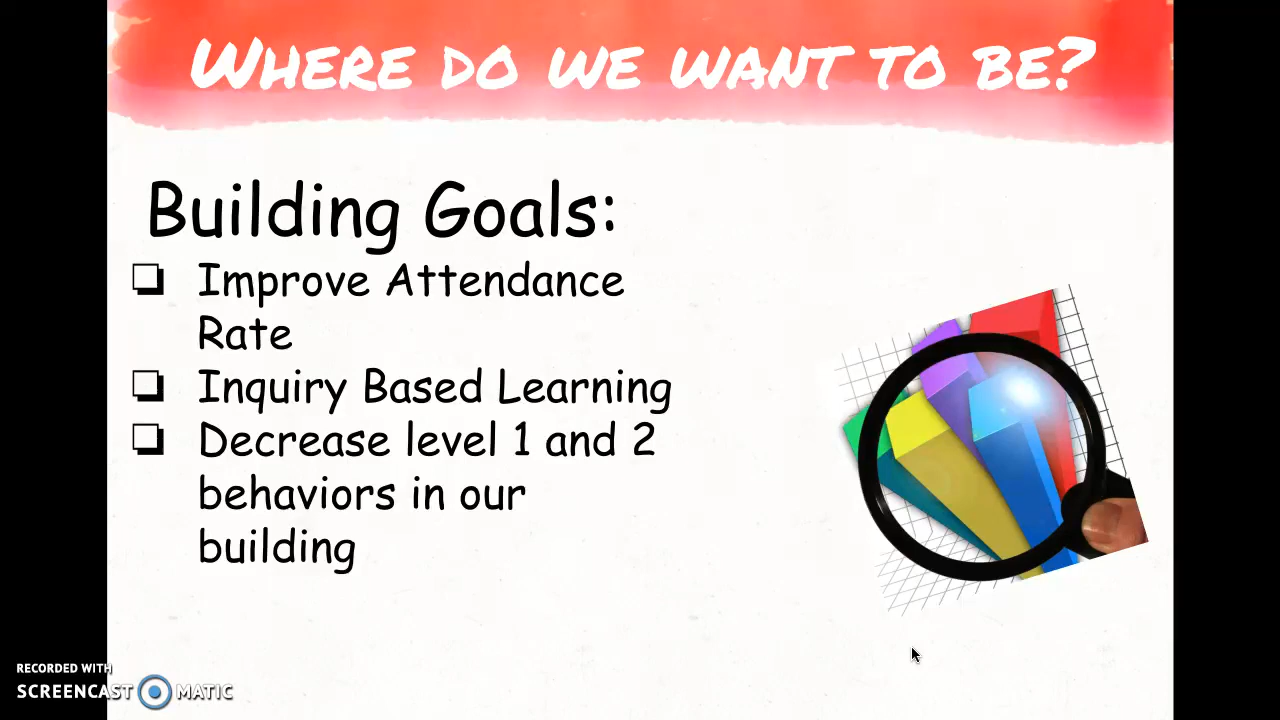 WHERE DO WE WANT TO BE?
Building Goals:
❏ Improve Attendance
Rate
❏ Inquiry Based Learning
❏ Decrease level 1 and 2
behaviors in our
building
RECORDED WITH
SCREENCAST MATIC